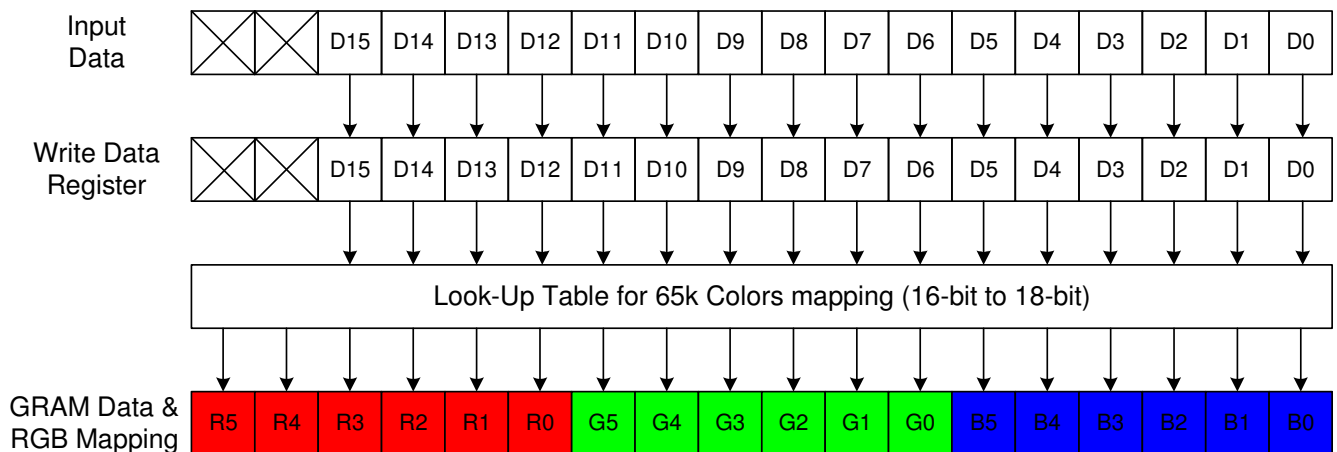 Input
Data
D15 D14 D13 D12 D11 D10 D9 D8 D7 D6 D5 D4 D3 D2 D1 D0
Write Data
Register
D15 D14 D13 D12 D11 D10 D9 D8 D7 D6 D5 D4 D3 D2 D1 D0
Look-Up Table for 65k Colors mapping (16-bit to 18-bit)
GRAM Data &
RGB Mapping
R5 R4 R3 R2 R1 R0 G5 G4 G3 G2 G1 G0 B5 B4 B3 B2 B1 B0